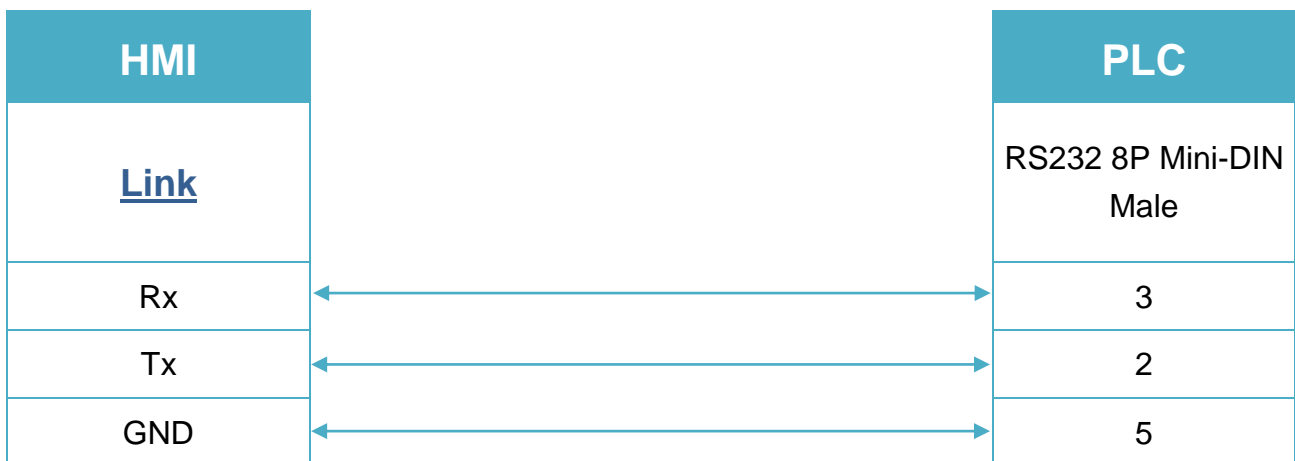 HMI
PLC
Link
RS232 8P Mini-DIN
Male
Rx
3
Tx
2
GND
5